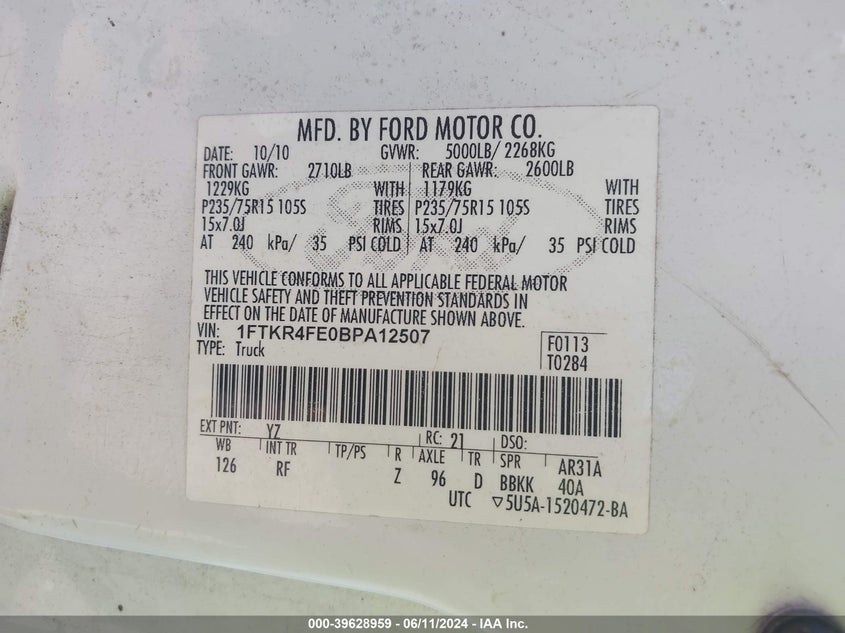 MFD. BY FORD MOTOR CO.
DATE: 10/10 GVWR: 5000LB/ 2268KG
FRONT GAWR: 2710LB REAR GAWR: 2600LB
1229KG WITH 1179KG WITH
P235/75R15 105S TIRES P235/75R15 105S TIRES
15x7.0J RIMS 15x7.0J RIMS
AT 240 kPa/ 35 PSI COLD AT 240 kPa/ 35 PSI COLD
THIS VEHICLE CONFORMS TO ALL APPLICABLE FEDERAL MOTOR
VEHICLE SAFETY AND THEFT PREVENTION STANDARDS IN
EFFECT ON THE DATE OF MANUFACTURE SHOWN ABOVE.
VIN: 1FTKR4FE0BPA12507
TYPE: Truck
F0113
T0284
EXT PNT: YZ RC: 21 DSO:
WB INT TR TP/PS R AXLE TR SPR AR31A
126 RF Z 96 D BBKK 40A
UTC ▽5U5A-1520472-BA
000-39628959 - 06/11/2024 - IAA Inc.